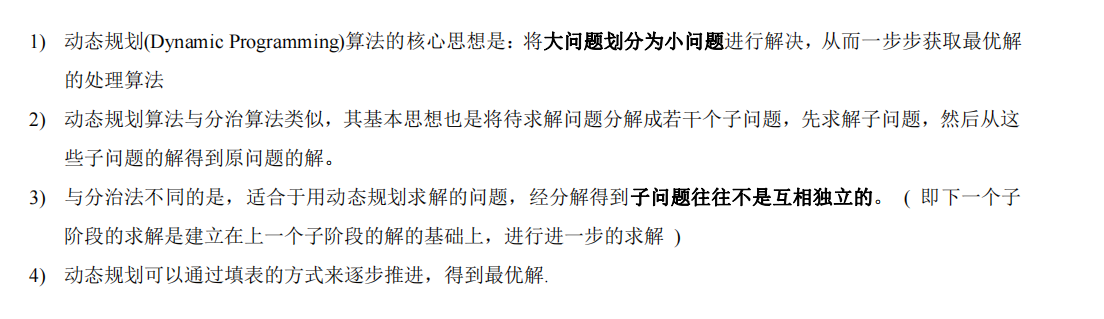 1) 动态规划(Dynamic Programming)算法的核心思想是：将大问题划分为小问题进行解决，从而一步步获取最优解
的处理算法
2) 动态规划算法与分治算法类似，其基本思想也是将待求解问题分解成若干个子问题，先求解子问题，然后从这
些子问题的解得到原问题的解。
3) 与分治法不同的是，适合于用动态规划求解的问题，经分解得到子问题往往不是互相独立的。 ( 即下一个子
阶段的求解是建立在上一个子阶段的解的基础上，进行进一步的求解 )
4) 动态规划可以通过填表的方式来逐步推进，得到最优解.